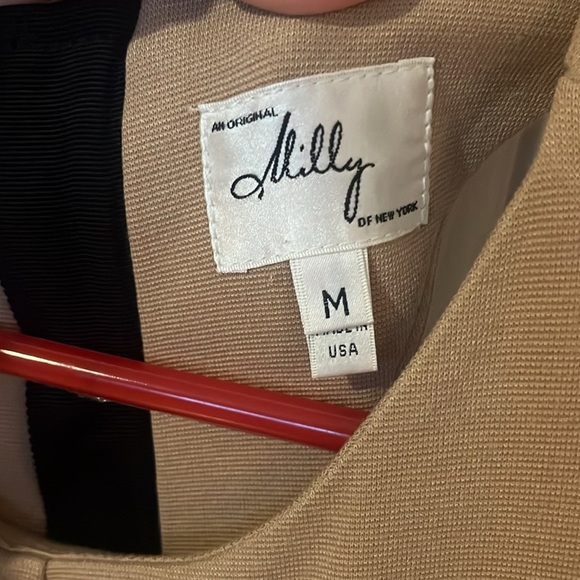 AN ORIGINAL
Milly
OF NEW YORK
M
MADE IN
USA